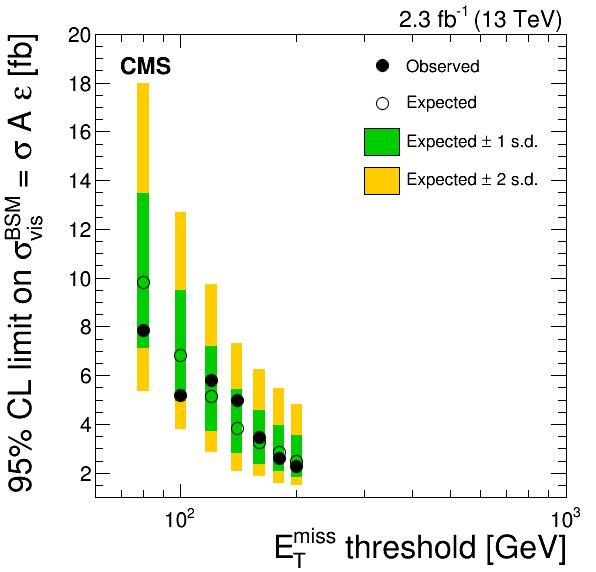 2.3 fb⁻¹ (13 TeV)
CMS
Observed
Expected
Expected ± 1 s.d.
Expected ± 2 s.d.
95% CL limit on σ_vis^BSM = σ A ε [fb]
20
18
16
14
12
10
8
6
4
2
10² 10³
E_T^miss threshold [GeV]